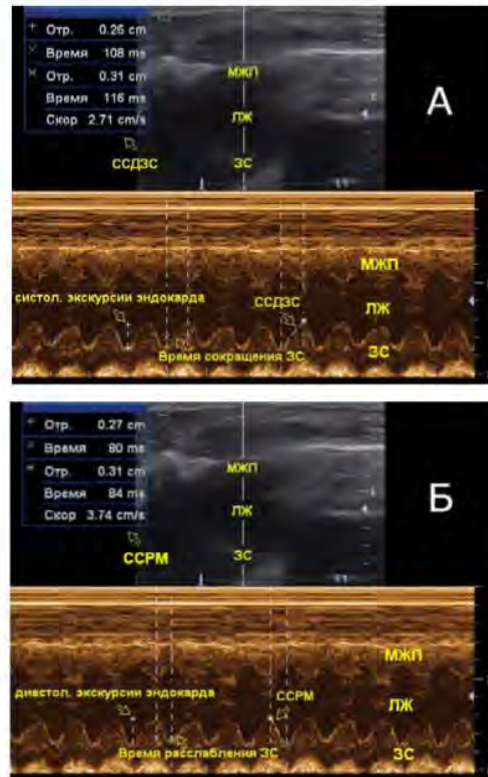 + Отр. 0.26 cm
× Время 108 ms
× Отр. 0.31 cm
Время 116 ms
Скор 2.71 cm/s
ССДЗС
МЖП
ЛЖ
ЗС
А
МЖП
систол. экскурсии эндокарда
ССДЗС
ЛЖ
Время сокращения ЗС
ЗС
Отр. 0.27 cm
Время 80 ms
Отр. 0.31 cm
Время 84 ms
Скор 3.74 cm/s
ССРМ
МЖП
ЛЖ
ЗС
Б
МЖП
диастол. экскурсии эндокарда
ССРМ
ЛЖ
Время расслабления ЗС
ЗС